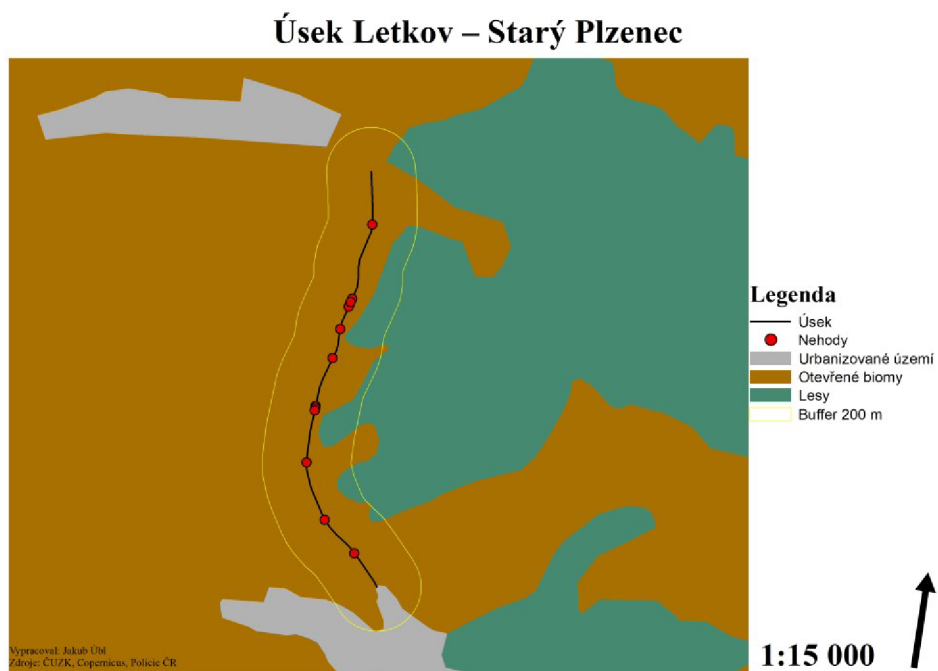 Úsek Letkov – Starý Plzenec
Legenda
Úsek
Nehody
Urbanizované území
Otevřené biomy
Lesy
Buffer 200 m
Vypracoval: Jakub Übl
Zdroje: ČUZK, Copernicus, Policie ČR
1:15 000